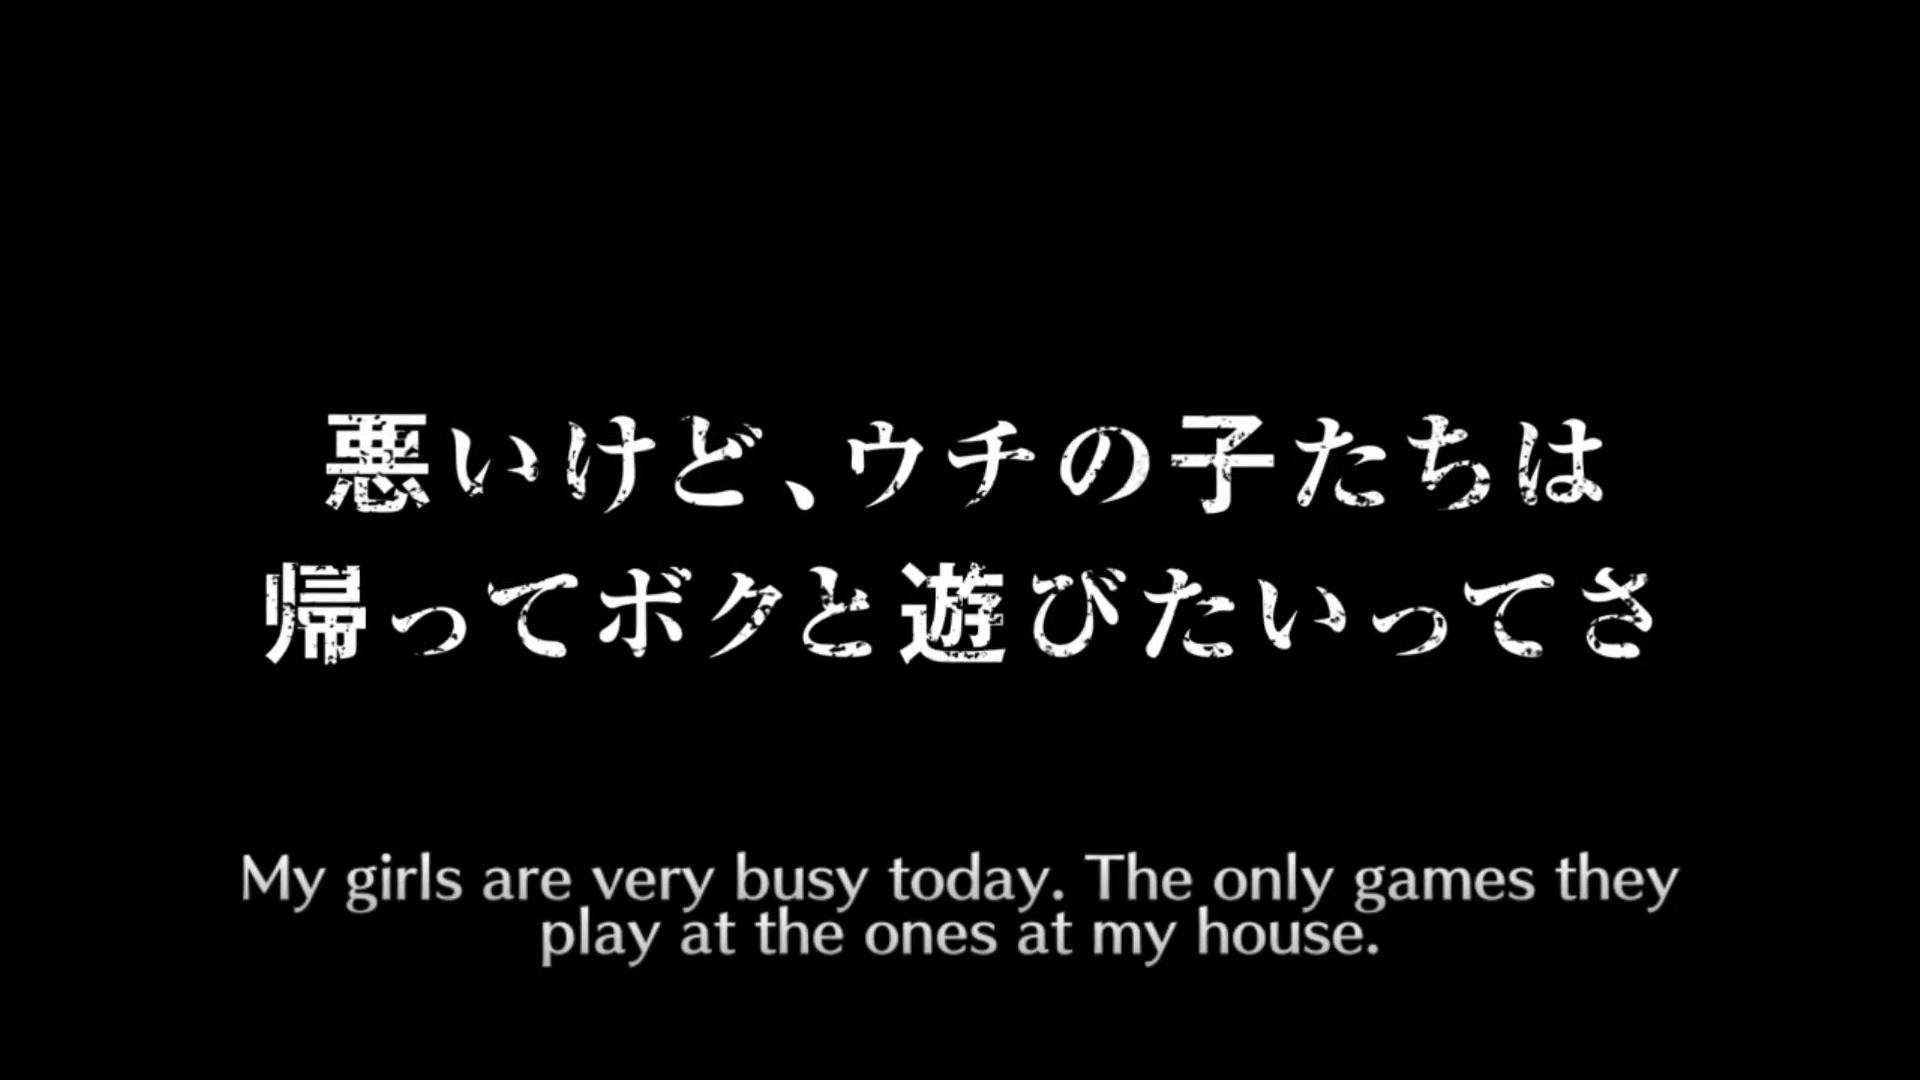 悪いけど、ウチの子たちは
帰ってボクと遊びたいってさ
My girls are very busy today. The only games they
play at the ones at my house.